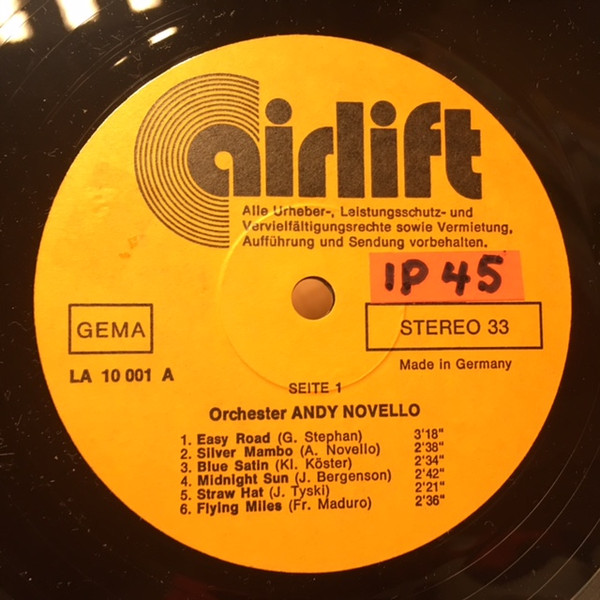 airlift
Alle Urheber-, Leistungsschutz- und
Vervielfältigungsrechte sowie Vermietung,
Aufführung und Sendung vorbehalten.
IP 45
GEMA
STEREO 33
LA 10 001 A
Made in Germany
SEITE 1
Orchester ANDY NOVELLO
1. Easy Road (G. Stephan) 3'18"
2. Silver Mambo (A. Novello) 2'38"
3. Blue Satin (Kl. Köster) 2'34"
4. Midnight Sun (J. Bergenson) 2'42"
5. Straw Hat (J. Tyski) 2'21"
6. Flying Miles (Fr. Maduro) 2'36"